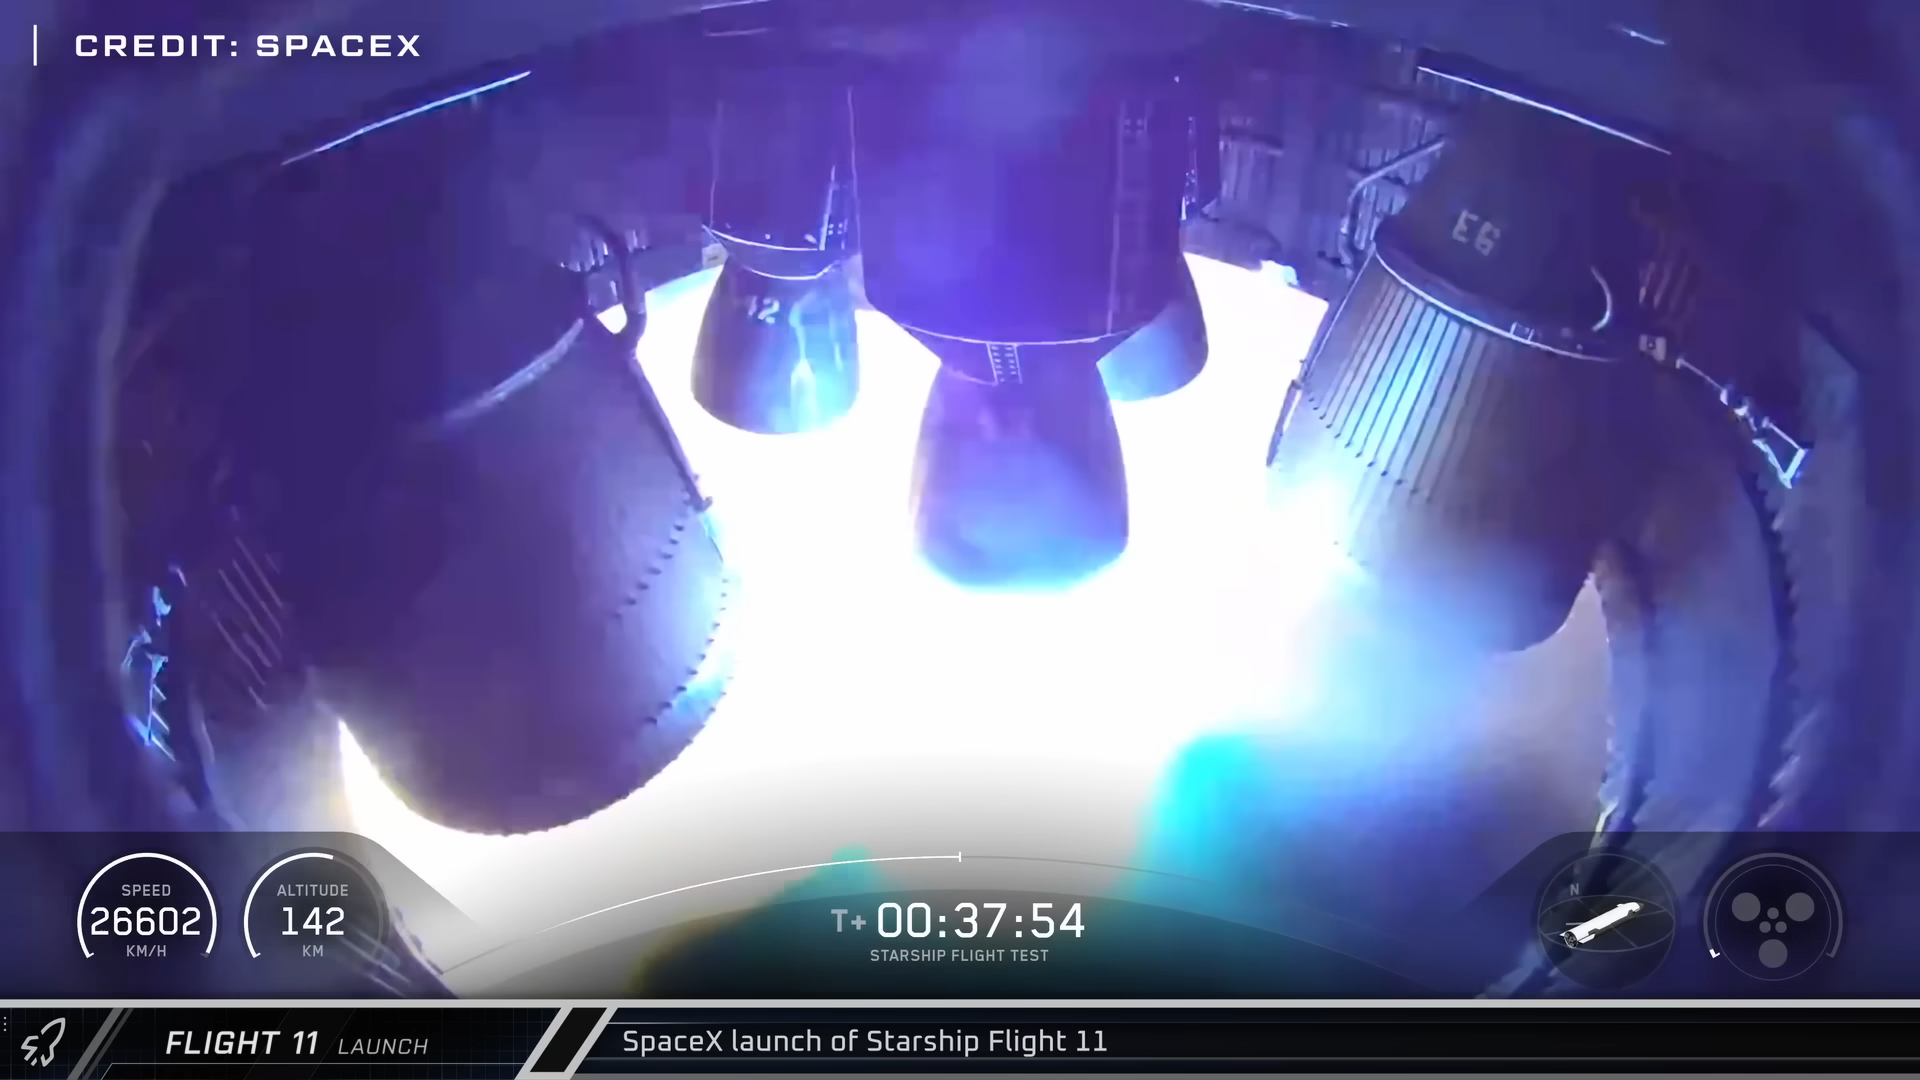 CREDIT: SPACEX
E6
SPEED
26602
KM/H
ALTITUDE
142
KM
T+ 00:37:54
STARSHIP FLIGHT TEST
N
FLIGHT 11 LAUNCH
SpaceX launch of Starship Flight 11